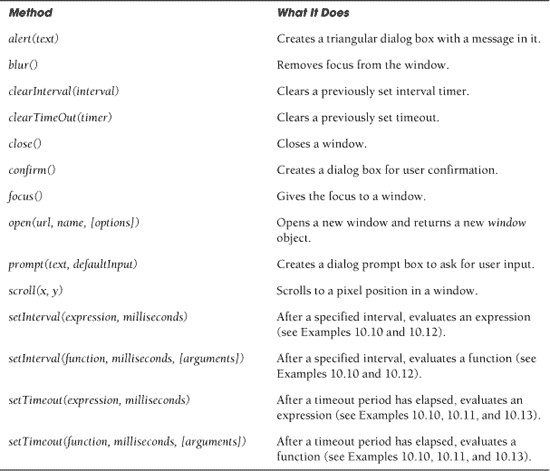 Method What It Does
alert(text) Creates a triangular dialog box with a message in it.
blur() Removes focus from the window.
clearInterval(interval) Clears a previously set interval timer.
clearTimeOut(timer) Clears a previously set timeout.
close() Closes a window.
confirm() Creates a dialog box for user confirmation.
focus() Gives the focus to a window.
open(url, name, [options]) Opens a new window and returns a new window
object.
prompt(text, defaultInput) Creates a dialog prompt box to ask for user input.
scroll(x, y) Scrolls to a pixel position in a window.
setInterval(expression, milliseconds) After a specified interval, evaluates an expression
(see Examples 10.10 and 10.12).
setInterval(function, milliseconds, [arguments]) After a specified interval, evaluates a function (see
Examples 10.10 and 10.12).
setTimeout(expression, milliseconds) After a timeout period has elapsed, evaluates an
expression (see Examples 10.10, 10.11, and 10.13).
setTimeout(function, milliseconds, [arguments]) After a timeout period has elapsed, evaluates a
function (see Examples 10.10, 10.11, and 10.13).